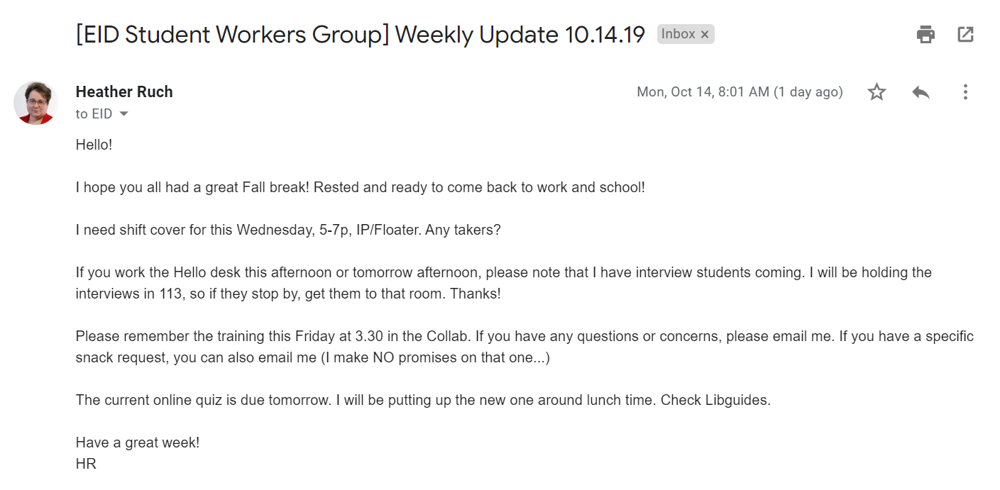 [EID Student Workers Group] Weekly Update 10.14.19 Inbox ×
Heather Ruch Mon, Oct 14, 8:01 AM (1 day ago)
to EID
Hello!
I hope you all had a great Fall break! Rested and ready to come back to work and school!
I need shift cover for this Wednesday, 5-7p, IP/Floater. Any takers?
If you work the Hello desk this afternoon or tomorrow afternoon, please note that I have interview students coming. I will be holding the
interviews in 113, so if they stop by, get them to that room. Thanks!
Please remember the training this Friday at 3.30 in the Collab. If you have any questions or concerns, please email me. If you have a specific
snack request, you can also email me (I make NO promises on that one...)
The current online quiz is due tomorrow. I will be putting up the new one around lunch time. Check Libguides.
Have a great week!
HR